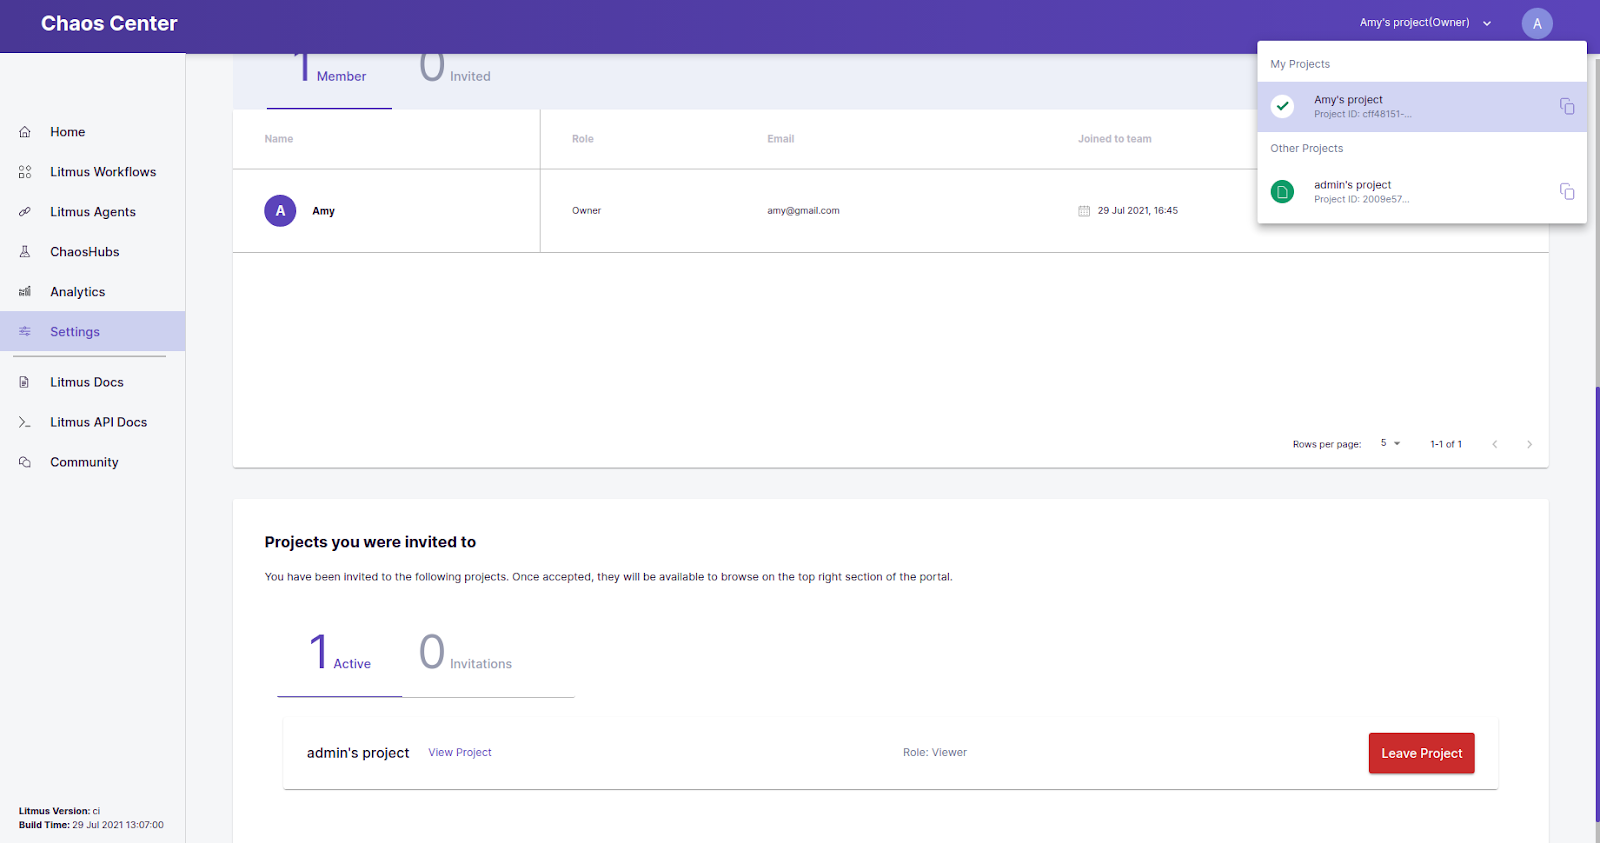 Chaos Center
Amy's project(Owner)
A
My Projects
Amy's project
Project ID: cff48151-...
Other Projects
admin's project
Project ID: 2009e57...
Home
Litmus Workflows
Litmus Agents
ChaosHubs
Analytics
Settings
Litmus Docs
Litmus API Docs
Community
Litmus Version: ci
Build Time: 29 Jul 2021 13:07:00
1 Member
0 Invited
Name Role Email Joined to team
A Amy Owner amy@gmail.com 29 Jul 2021, 16:45
Rows per page: 5 1-1 of 1
Projects you were invited to
You have been invited to the following projects. Once accepted, they will be available to browse on the top right section of the portal.
1 Active
0 Invitations
admin's project View Project Role: Viewer Leave Project